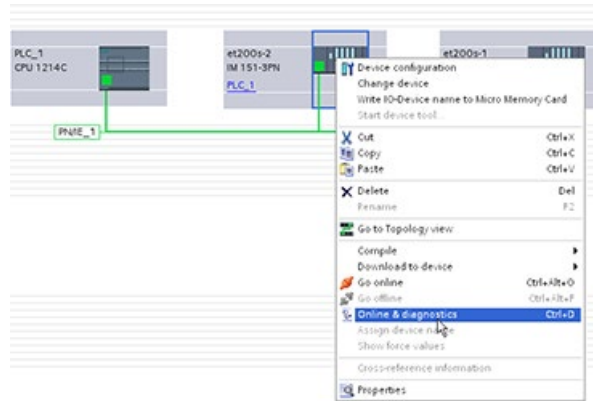 PLC_1
CPU 1214C
et200s-2
IM 151-3PN
PLC_1
et200s-1
PN/IE_1
Device configuration
Change device
Write IO-Device name to Micro Memory Card
Start device tool...
Cut Ctrl+X
Copy Ctrl+C
Paste Ctrl+V
Delete Del
Rename F2
Go to Topology view
Compile
Download to device
Go online Ctrl+Alt+O
Go offline Ctrl+Alt+F
Online & diagnostics Ctrl+D
Assign device name
Show force values
Cross-reference information
Properties